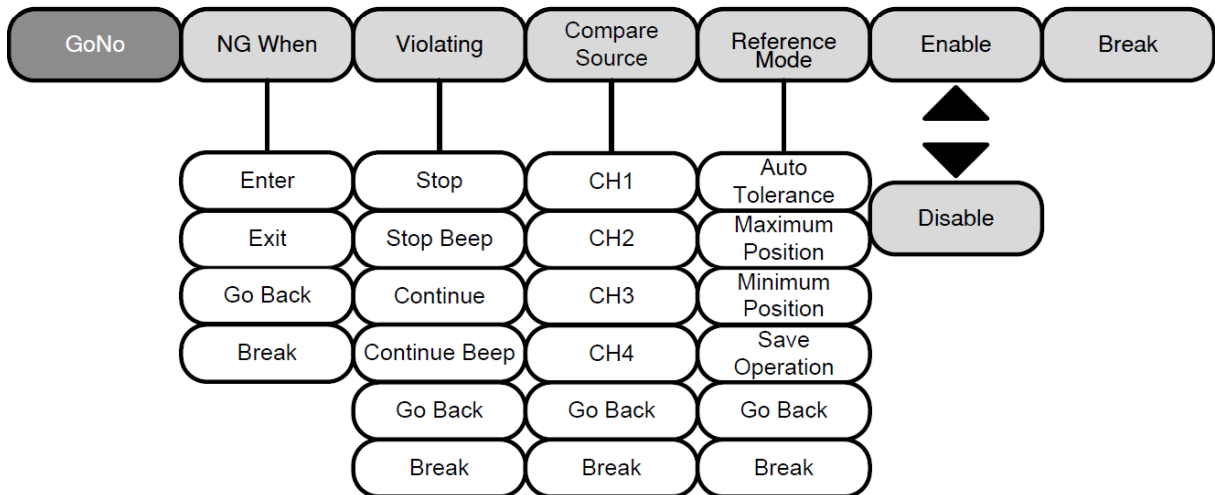 GoNo
NG When
Violating
Compare
Source
Reference
Mode
Enable
Break
Enter
Exit
Go Back
Break
Stop
Stop Beep
Continue
Continue Beep
Go Back
Break
CH1
CH2
CH3
CH4
Go Back
Break
Auto
Tolerance
Maximum
Position
Minimum
Position
Save
Operation
Go Back
Break
Disable